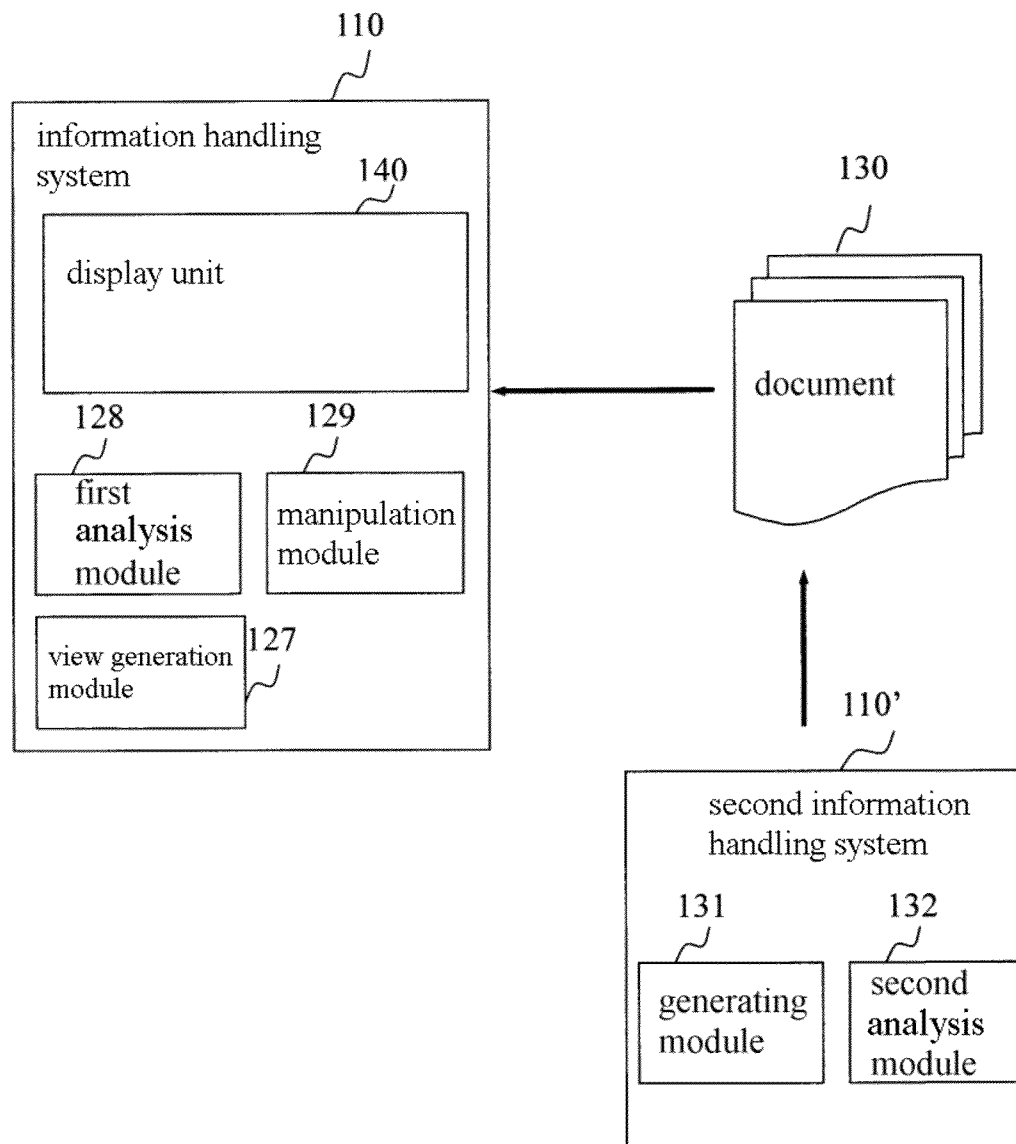 110
information handling
system
140
display unit
128
129
first
analysis
module
manipulation
module
view generation
module
127
130
document
110’
second information
handling system
131
132
generating
module
second
analysis
module